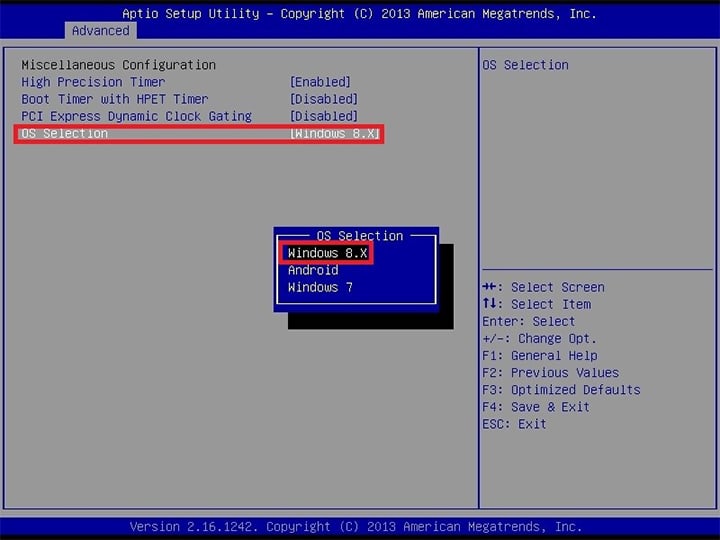 Aptio Setup Utility – Copyright (C) 2013 American Megatrends, Inc.
Advanced
Miscellaneous Configuration
High Precision Timer [Enabled]
Boot Timer with HPET Timer [Disabled]
PCI Express Dynamic Clock Gating [Disabled]
OS Selection [Windows 8.X]
OS Selection
OS Selection
Windows 8.X
Android
Windows 7
→←: Select Screen
↑↓: Select Item
Enter: Select
+/-: Change Opt.
F1: General Help
F2: Previous Values
F3: Optimized Defaults
F4: Save & Exit
ESC: Exit
Version 2.16.1242. Copyright (C) 2013 American Megatrends, Inc.